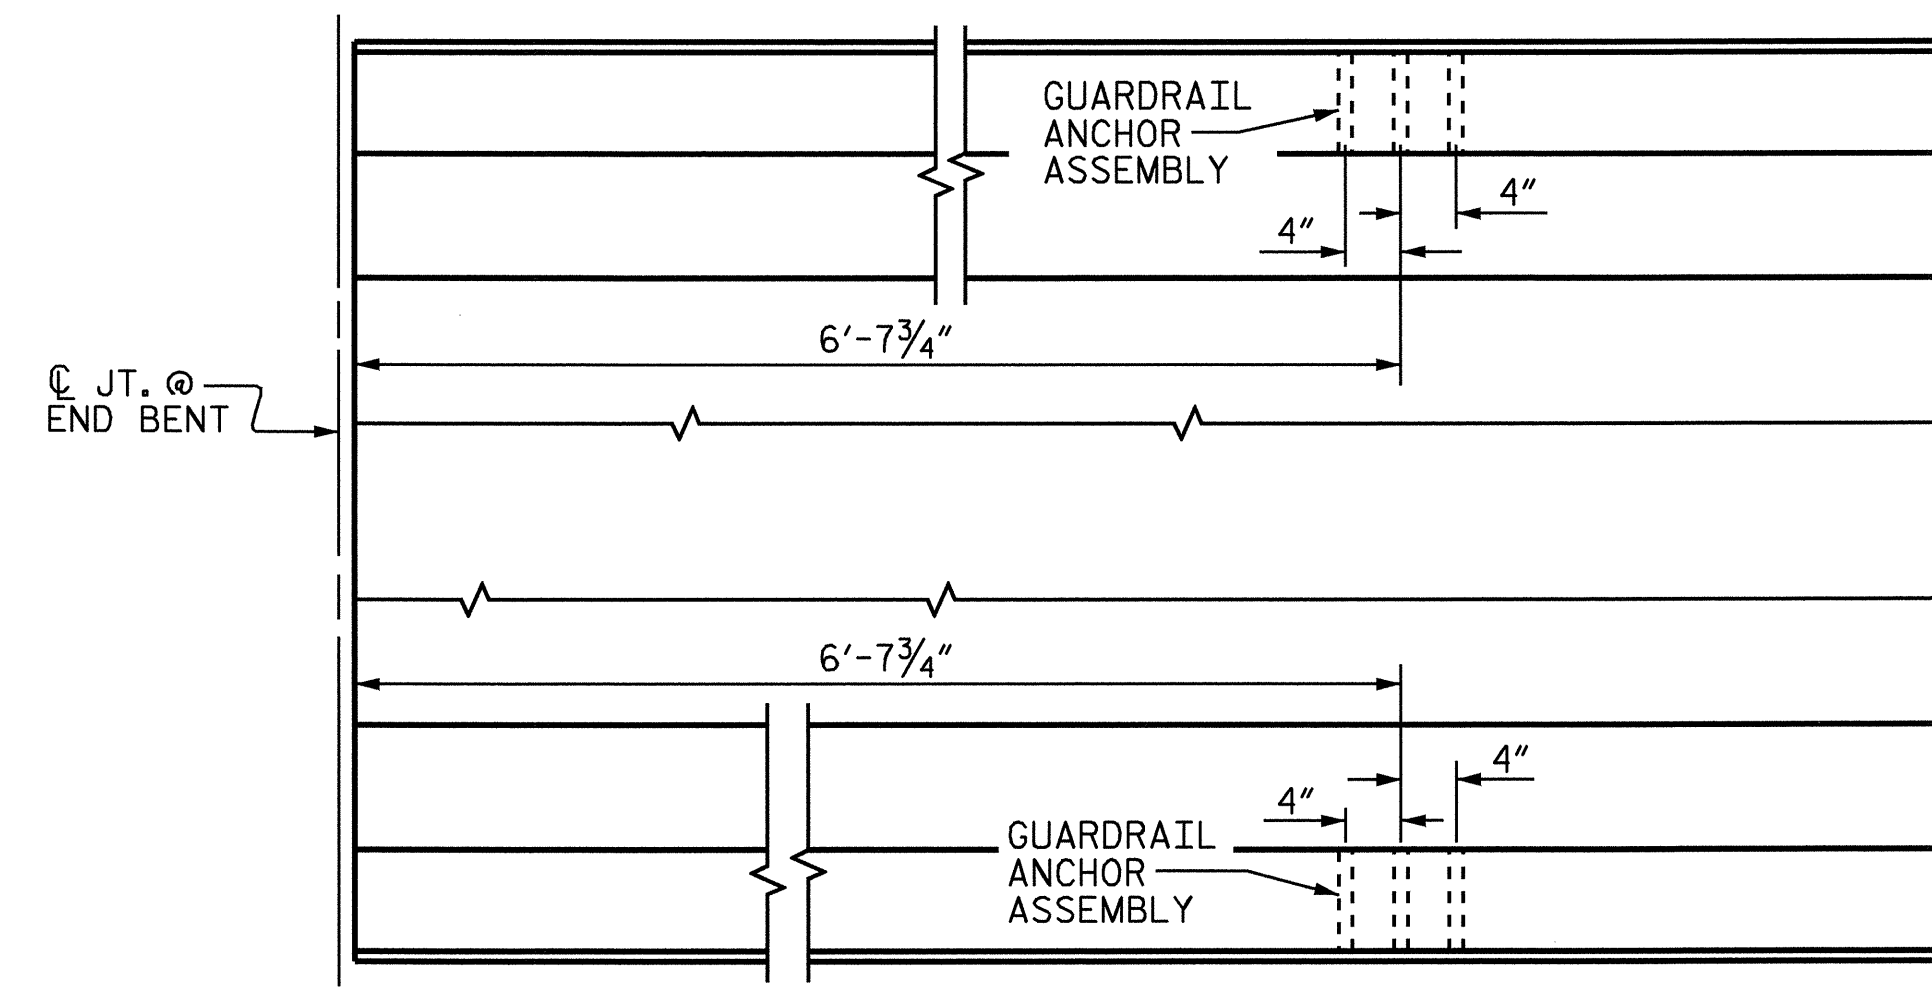 GUARDRAIL
ANCHOR
ASSEMBLY
4"
4"
6'-7¾"
℄ JT. @
END BENT
6'-7¾"
4"
4"
GUARDRAIL
ANCHOR
ASSEMBLY